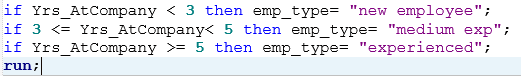 if Yrs_AtCompany < 3 then emp_type= "new employee";
if 3 <= Yrs_AtCompany< 5 then emp_type= "medium exp";
if Yrs_AtCompany >= 5 then emp_type= "experienced";
run;